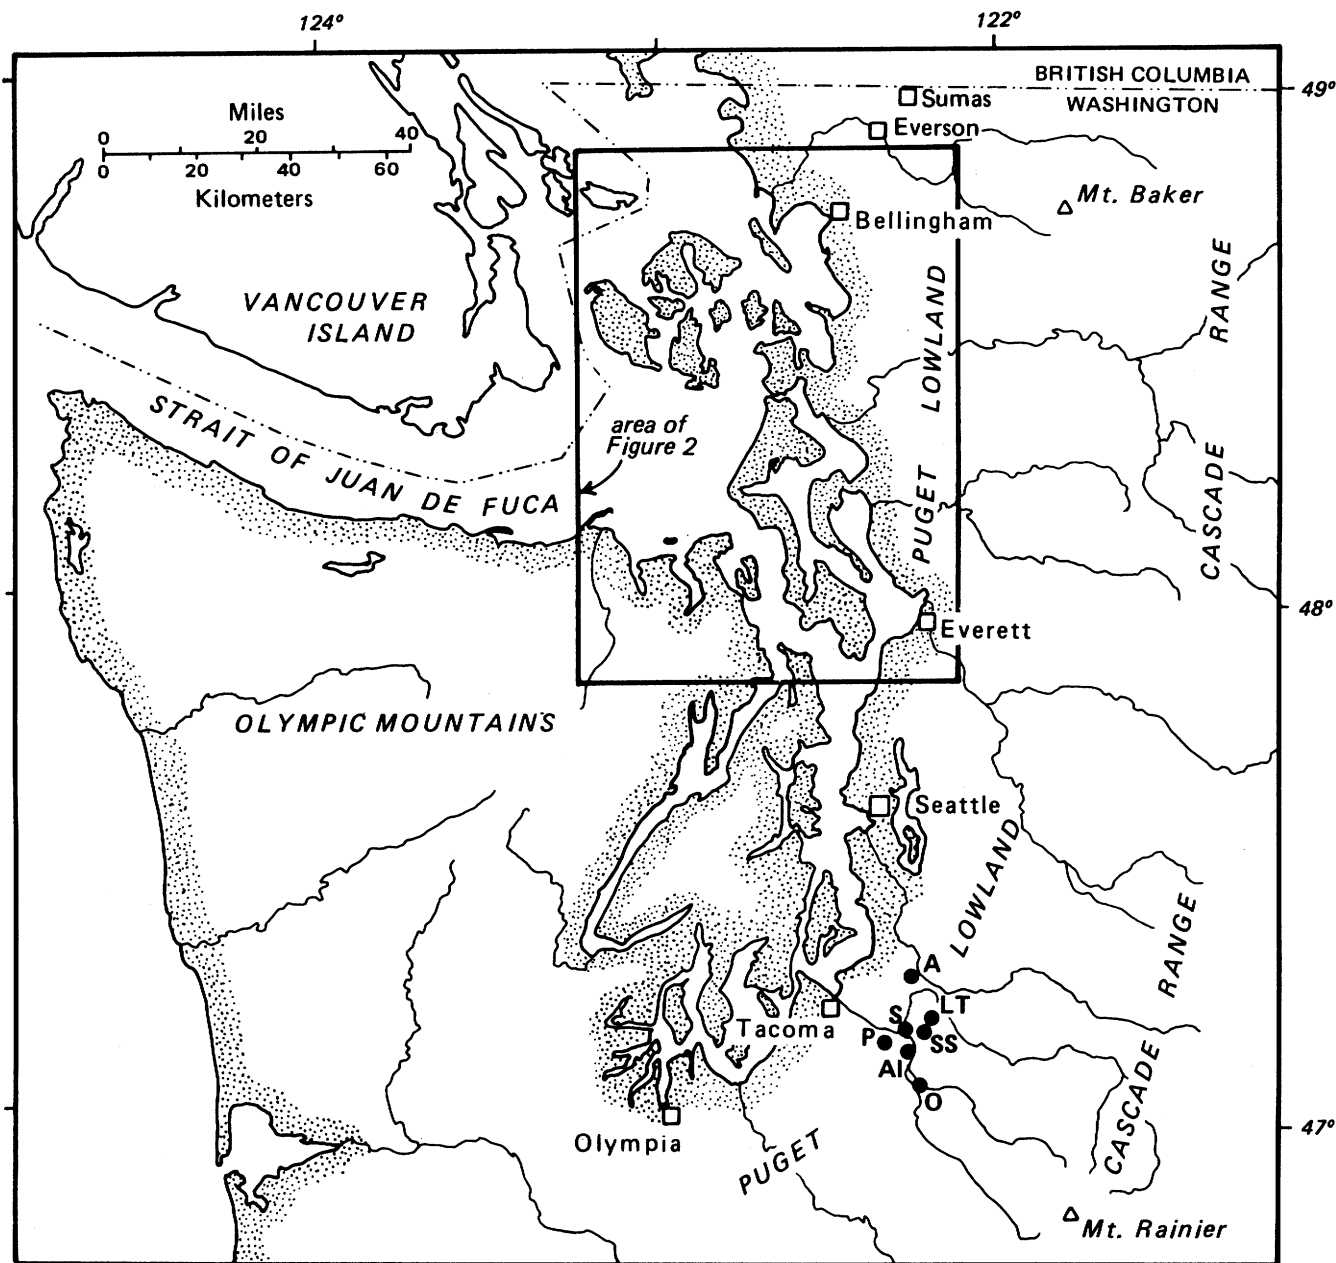 124°
122°
BRITISH COLUMBIA
WASHINGTON
49°
Miles
0 20 40
0 20 40 60
Kilometers
Sumas
Everson
Mt. Baker
Bellingham
VANCOUVER
ISLAND
RANGE
LOWLAND
STRAIT OF JUAN DE FUCA
area of
Figure 2
PUGET
CASCADE
48°
Everett
OLYMPIC MOUNTAINS
Seattle
LOWLAND
RANGE
A
LT
S
Tacoma
P
SS
AI
O
CASCADE
47°
Olympia
PUGET
Mt. Rainier